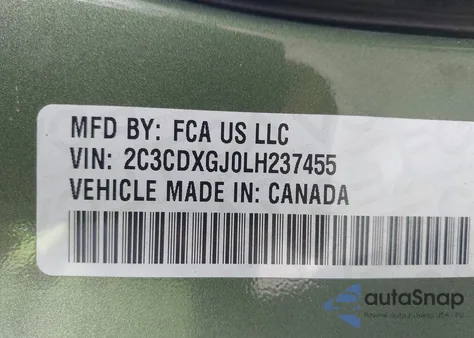 MFD BY: FCA US LLC
VIN: 2C3CDXGJ0LH237455
VEHICLE MADE IN: CANADA
autaSnap